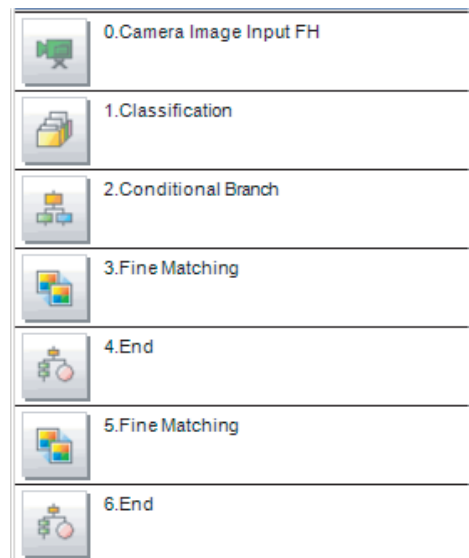 0.Camera Image Input FH
1.Classification
2.Conditional Branch
3.Fine Matching
4.End
5.Fine Matching
6.End